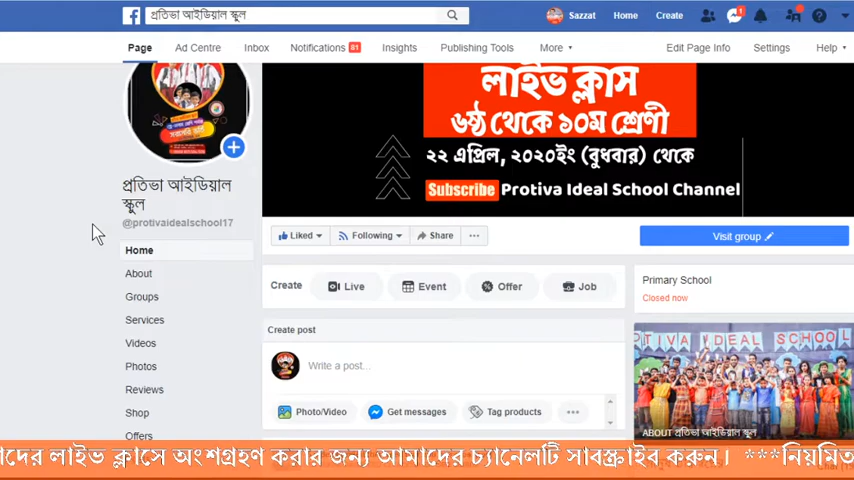 প্রতিভা আইডিয়াল স্কুল
Sazzat
Home
Create
Page
Ad Centre
Inbox
Notifications 81
Insights
Publishing Tools
More
Edit Page Info
Settings
Help
লাইভ ক্লাস
৬ষ্ঠ থেকে ১০ম শ্রেণী
২২ এপ্রিল, ২০২০ইং (বুধবার) থেকে
Subscribe Protiva Ideal School Channel
প্রতিভা আইডিয়াল
স্কুল
@protivaidealschool17
Home
About
Groups
Services
Videos
Photos
Reviews
Shop
Offers
Liked
Following
Share
Visit group
Create
Live
Event
Offer
Job
Create post
Write a post...
Photo/Video
Get messages
Tag products
Primary School
Closed now
TIVA IDEAL SCHOOL
ABOUT প্রতিভা আইডিয়াল স্কুল
াদের লাইভ ক্লাসে অংশগ্রহণ করার জন্য আমাদের চ্যানেলটি সাবস্ক্রাইব করুন। ***নিয়মিত